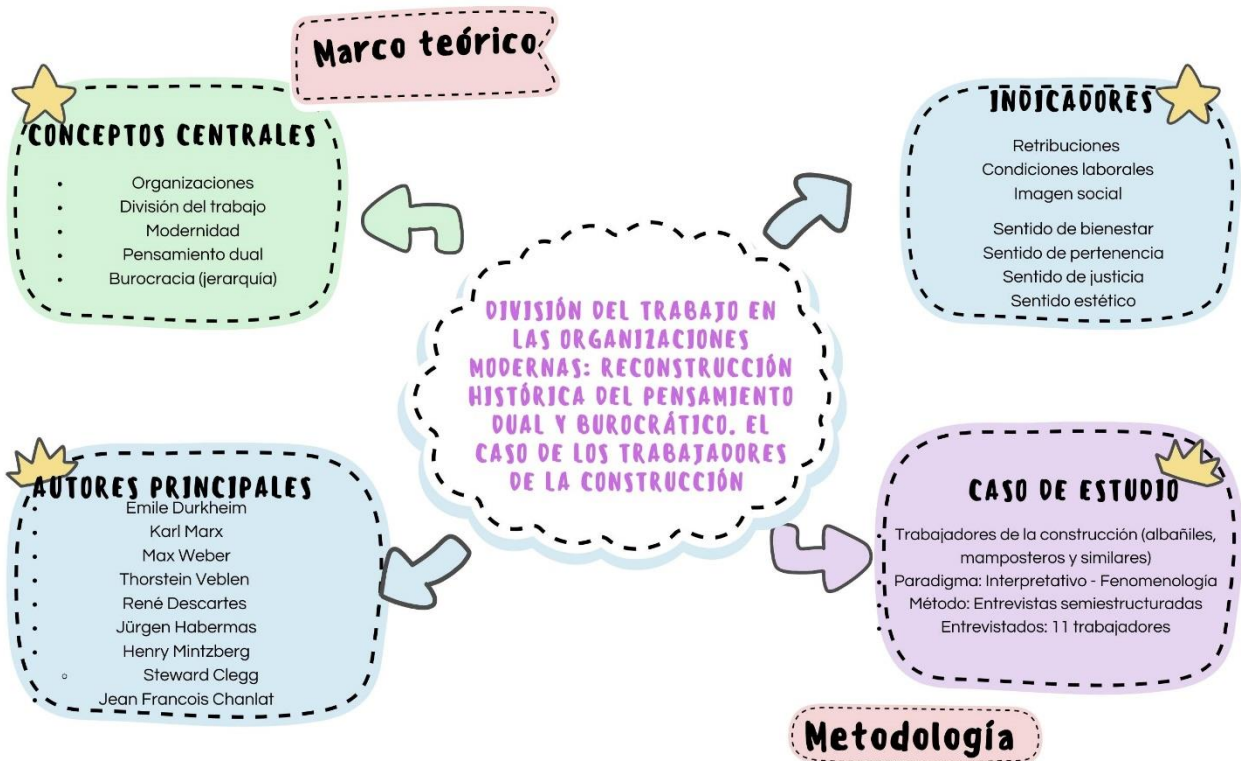 Marco teórico
CONCEPTOS CENTRALES
• Organizaciones
• División del trabajo
• Modernidad
• Pensamiento dual
• Burocracia (jerarquía)
INDICADORES
Retribuciones
Condiciones laborales
Imagen social
Sentido de bienestar
Sentido de pertenencia
Sentido de justicia
Sentido estético
DIVISIÓN DEL TRABAJO EN
LAS ORGANIZACIONES
MODERNAS: RECONSTRUCCIÓN
HISTÓRICA DEL PENSAMIENTO
DUAL Y BUROCRÁTICO. EL
CASO DE LOS TRABAJADORES
DE LA CONSTRUCCIÓN
AUTORES PRINCIPALES
• Emile Durkheim
• Karl Marx
• Max Weber
• Thorstein Veblen
• René Descartes
• Jürgen Habermas
• Henry Mintzberg
○ Steward Clegg
• Jean Francois Chanlat
CASO DE ESTUDIO
• Trabajadores de la construcción (albañiles,
mamposteros y similares)
• Paradigma: Interpretativo - Fenomenología
• Método: Entrevistas semiestructuradas
• Entrevistados: 11 trabajadores
Metodología